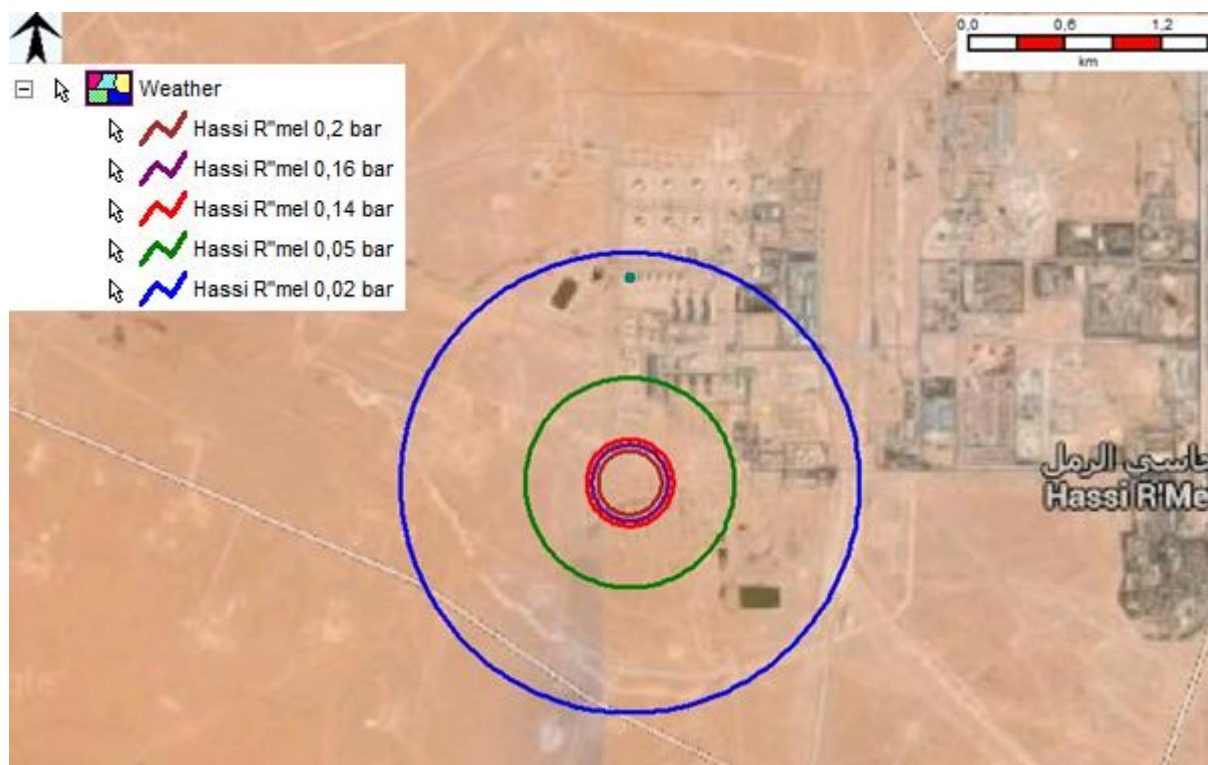 0,0 0,6 1,2
km
Weather
Hassi R"mel 0,2 bar
Hassi R"mel 0,16 bar
Hassi R"mel 0,14 bar
Hassi R"mel 0,05 bar
Hassi R"mel 0,02 bar
حاسي الرمل
Hassi R'Me